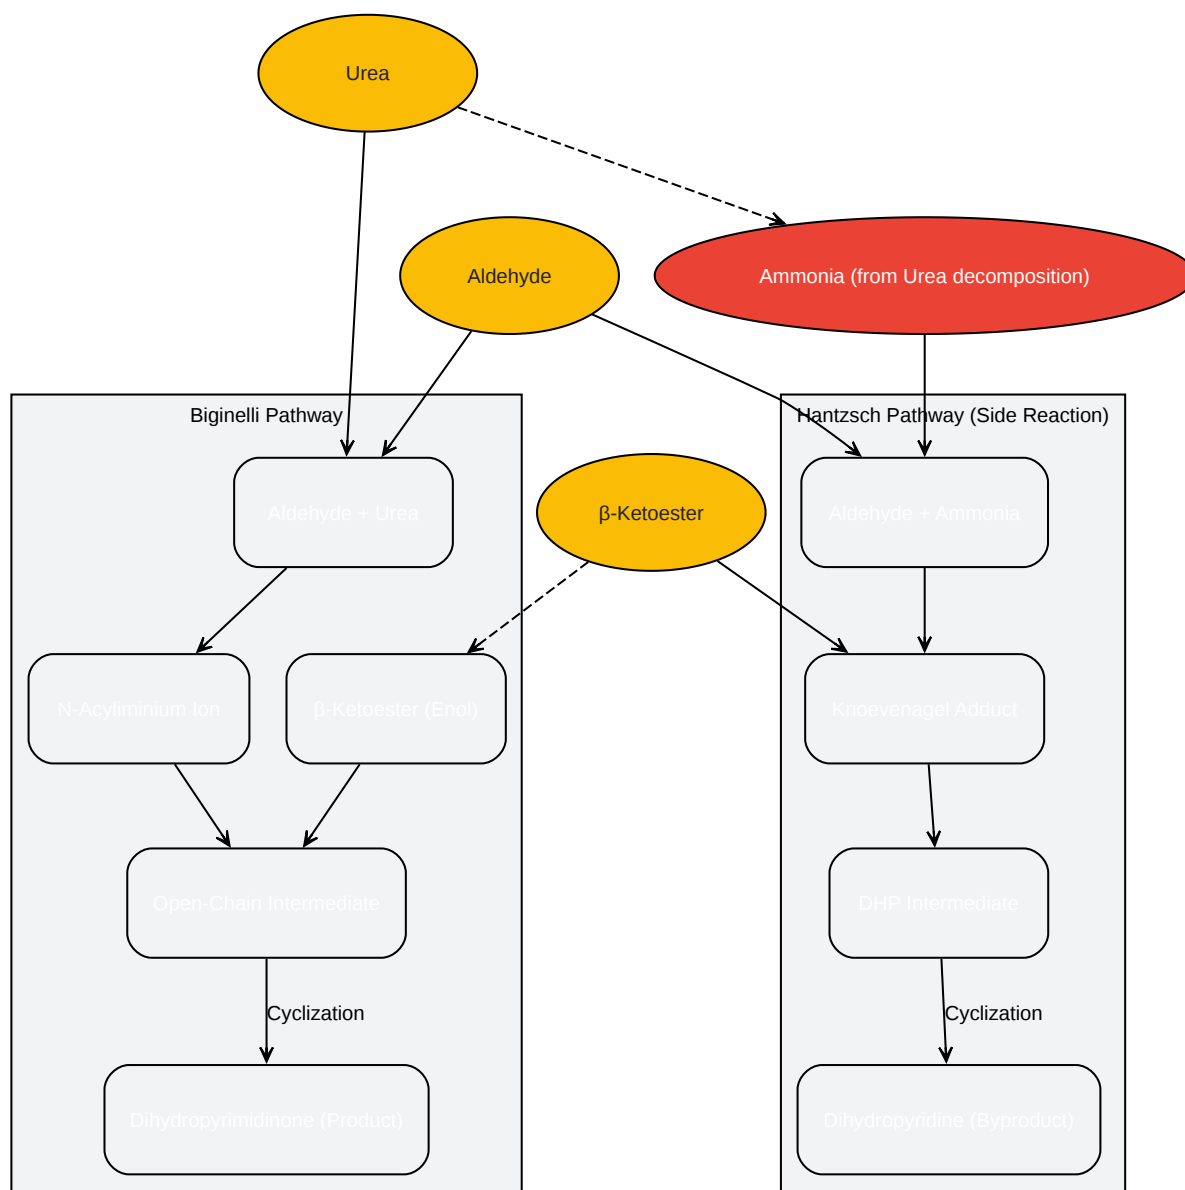 Urea
Aldehyde
Ammonia (from Urea decomposition)
Biginelli Pathway
Hantzsch Pathway (Side Reaction)
Aldehyde + Urea
β-Ketoester
Aldehyde + Ammonia
N-Acyliminium Ion
β-Ketoester (Enol)
Knoevenagel Adduct
Open-Chain Intermediate
DHP Intermediate
Cyclization
Cyclization
Dihydropyrimidinone (Product)
Dihydropyridine (Byproduct)